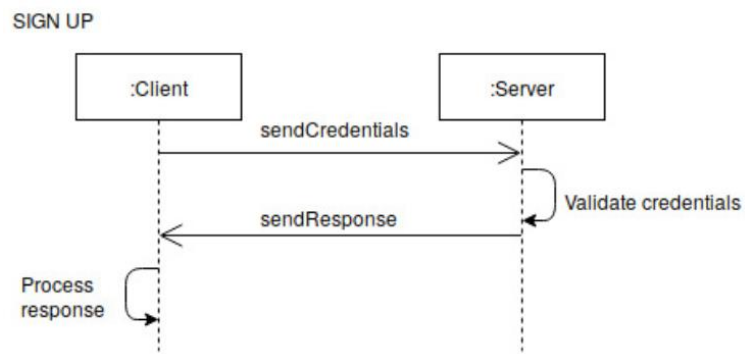 SIGN UP
:Client
:Server
sendCredentials
Validate credentials
sendResponse
Process
response